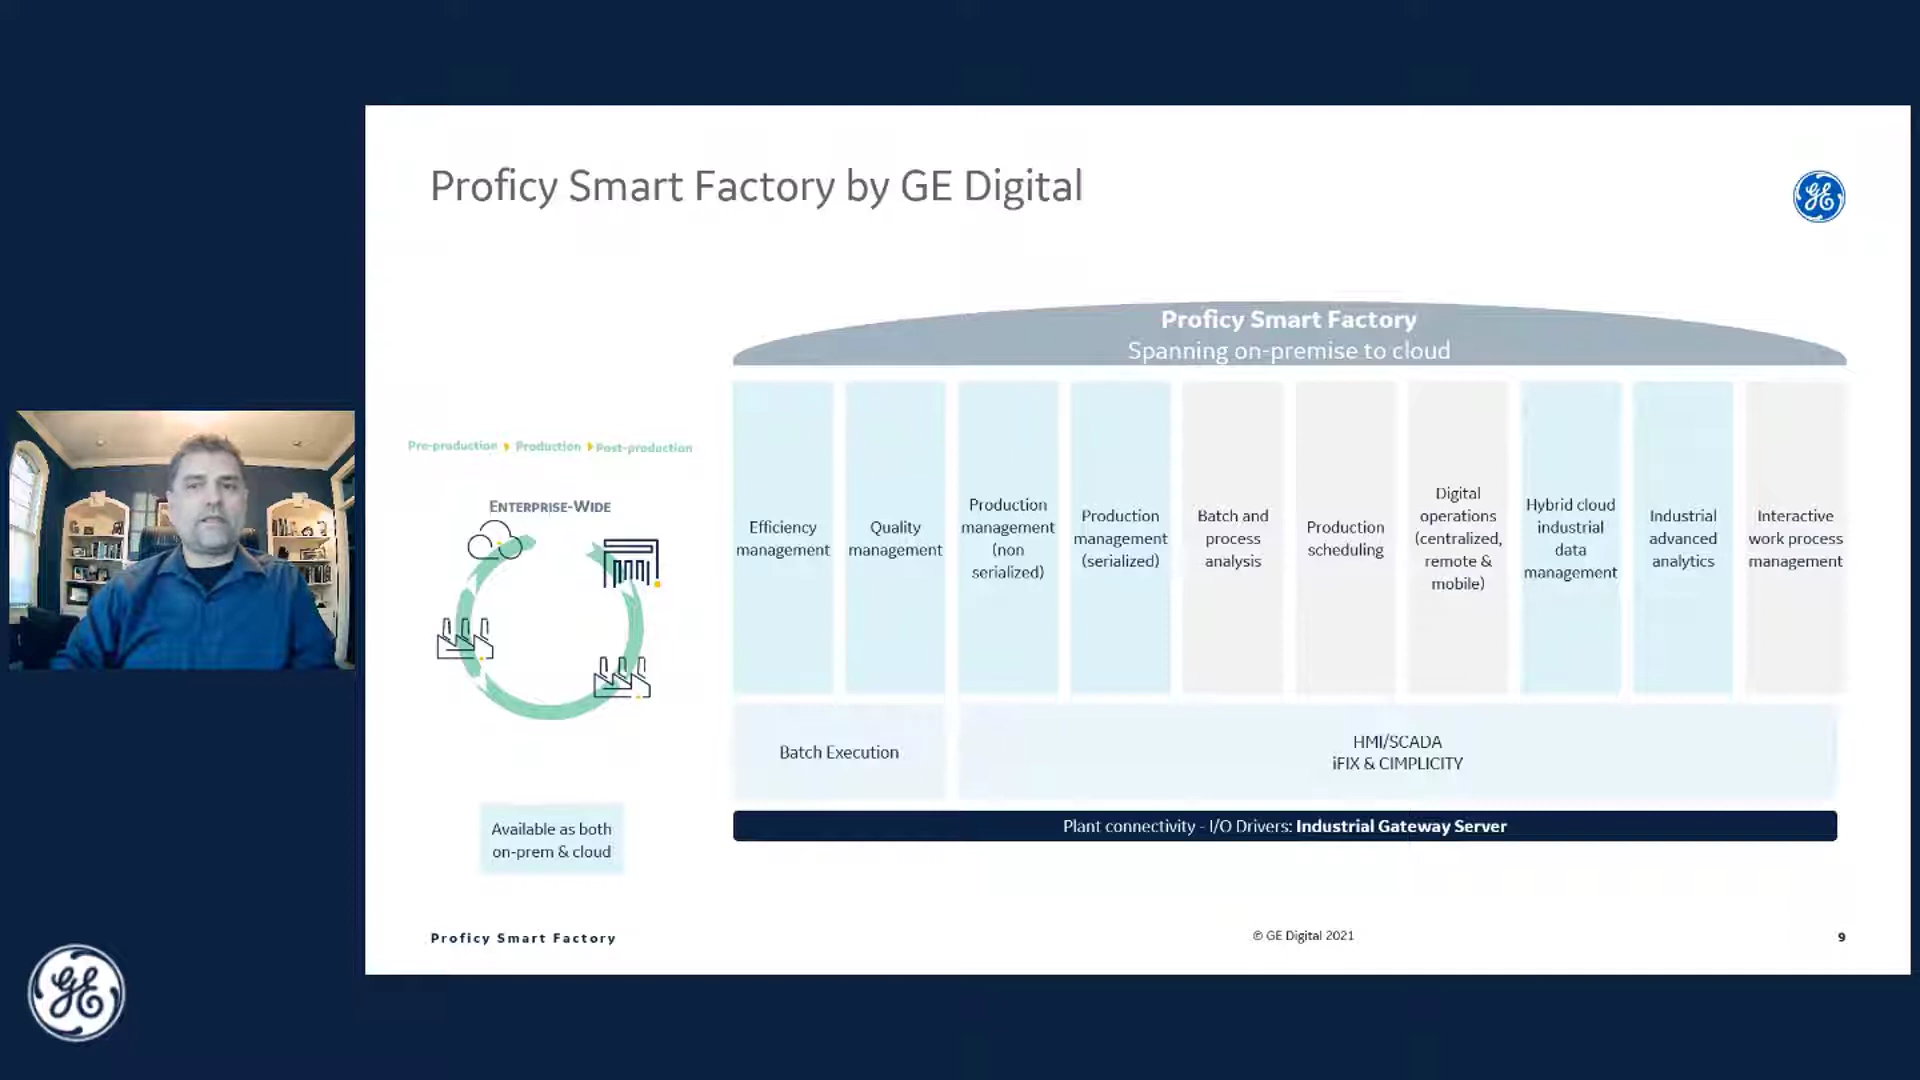 Proficy Smart Factory by GE Digital
GE
Proficy Smart Factory
Spanning on-premise to cloud
Pre-production
Production
Post-production
ENTERPRISE-WIDE
Efficiency
management
Quality
management
Production
management
(non
serialized)
Production
management
(serialized)
Batch and
process
analysis
Production
scheduling
Digital
operations
(centralized,
remote &
mobile)
Hybrid cloud
industrial
data
management
Industrial
advanced
analytics
Interactive
work process
management
Batch Execution
HMI/SCADA
iFIX & CIMPLICITY
Plant connectivity - I/O Drivers: Industrial Gateway Server
Available as both
on-prem & cloud
Proficy Smart Factory
© GE Digital 2021
9
GE